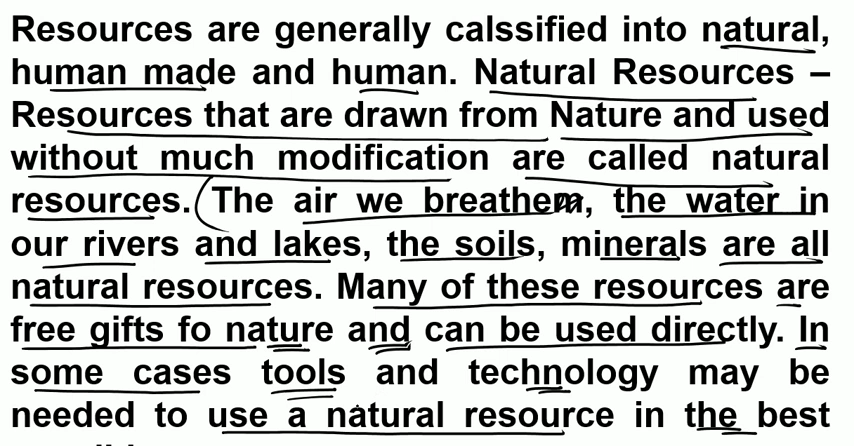 Resources are generally calssified into natural,
human made and human. Natural Resources –
Resources that are drawn from Nature and used
without much modification are called natural
resources. The air we breathem, the water in
our rivers and lakes, the soils, minerals are all
natural resources. Many of these resources are
free gifts fo nature and can be used directly. In
some cases tools and technology may be
needed to use a natural resource in the best